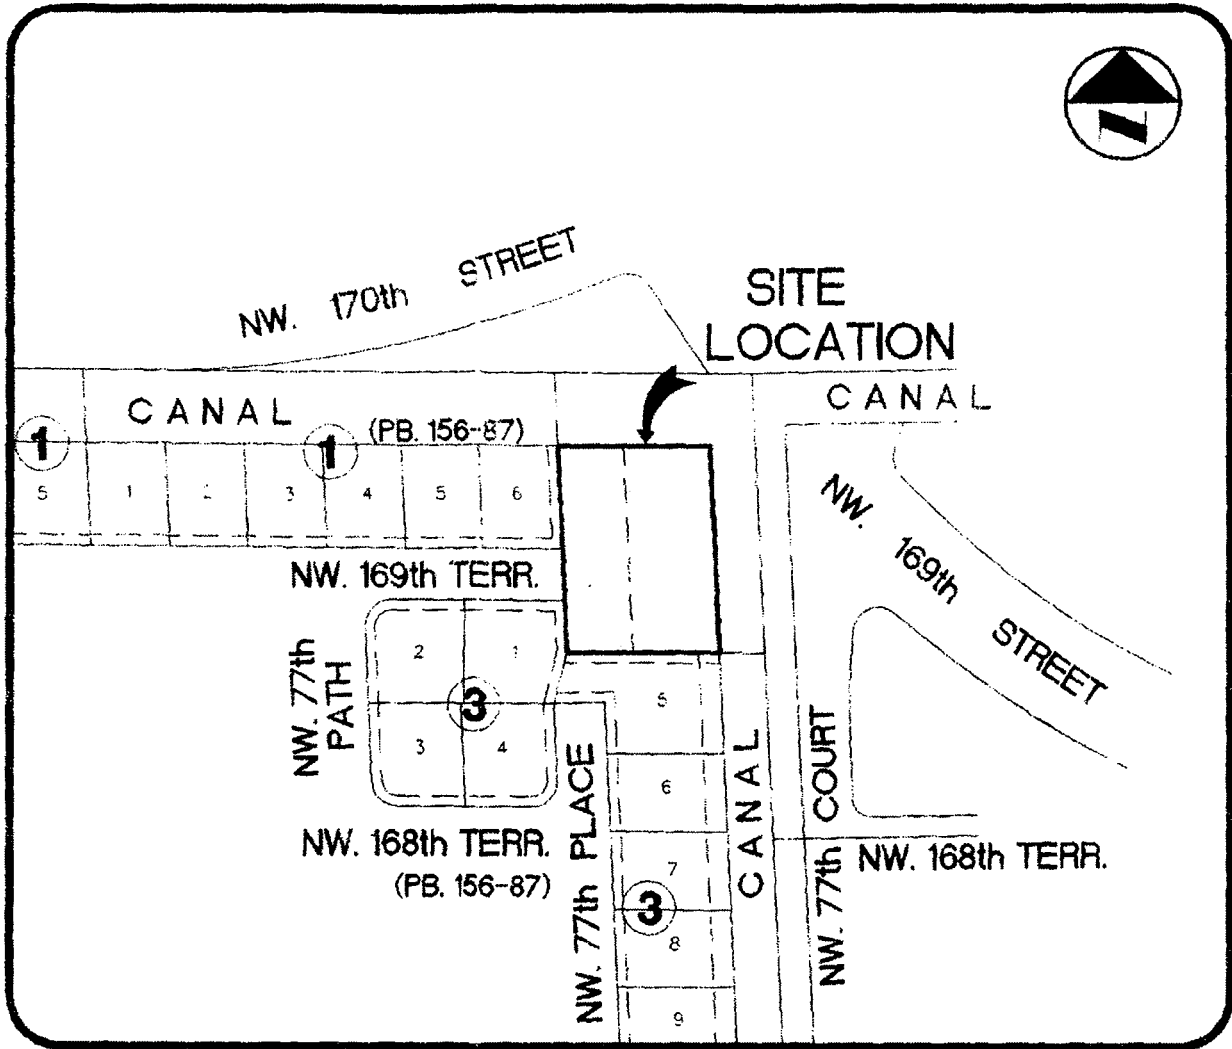 N
NW. 170th STREET
SITE
LOCATION
CANAL
CANAL
(PB. 156-87)
1
1
5
1
2
3
4
5
6
NW. 169th STREET
NW. 169th TERR.
NW. 77th
PATH
2
1
3
3
4
5
6
7
3
8
9
NW. 168th TERR.
(PB. 156-87)
NW. 77th PLACE
CANAL
NW. 77th COURT
NW. 168th TERR.